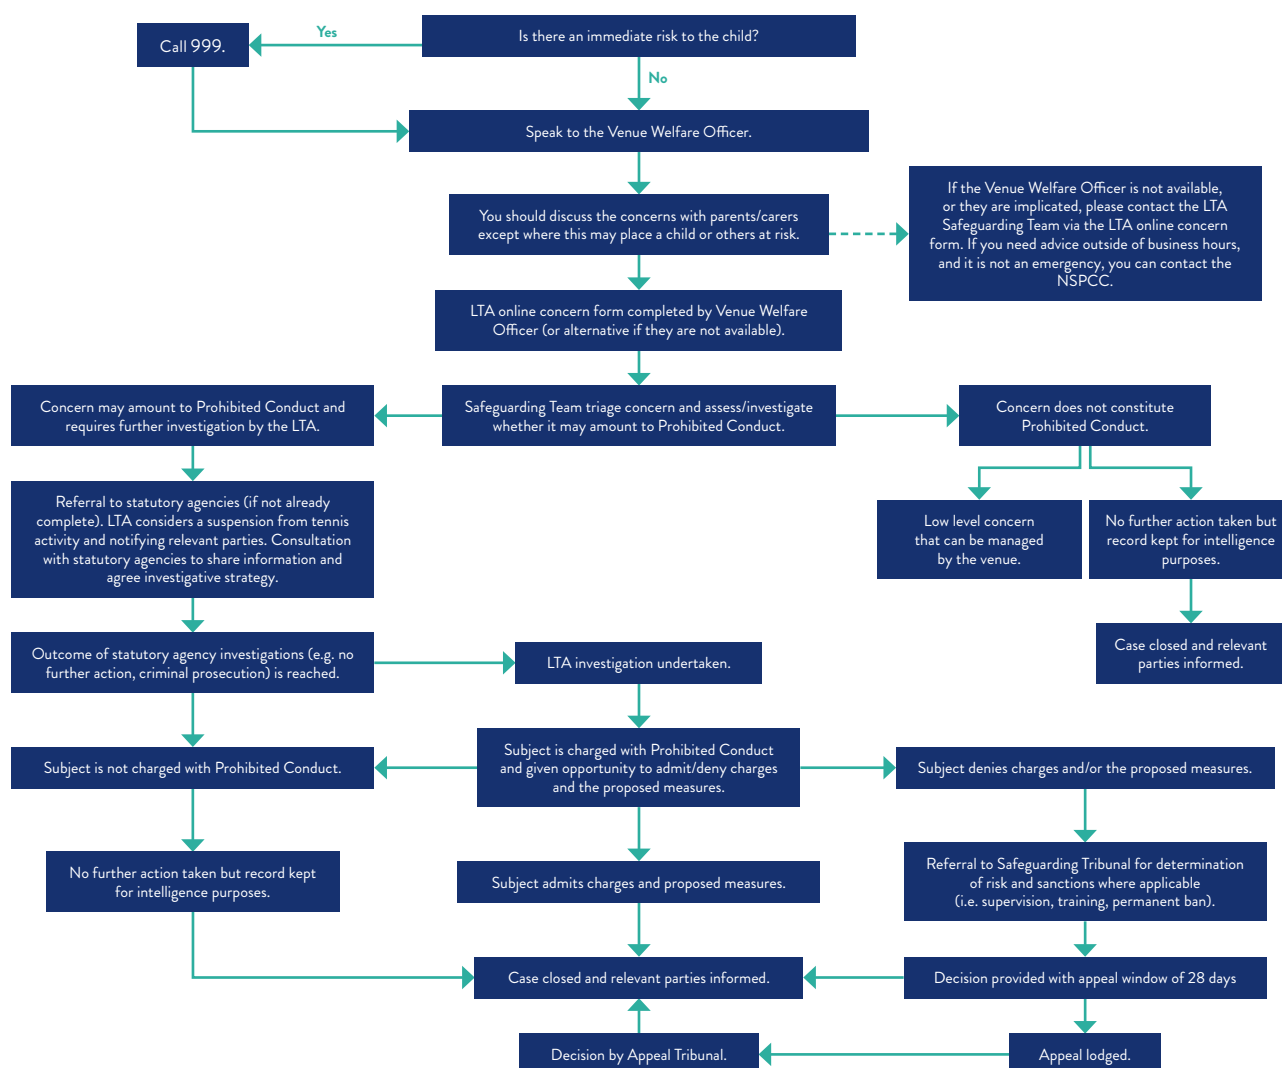 Is there an immediate risk to the child?
Yes
Call 999.
No
Speak to the Venue Welfare Officer.
You should discuss the concerns with parents/carers
except where this may place a child or others at risk.
If the Venue Welfare Officer is not available,
or they are implicated, please contact the LTA
Safeguarding Team via the LTA online concern
form. If you need advice outside of business hours,
and it is not an emergency, you can contact the
NSPCC.
LTA online concern form completed by Venue Welfare
Officer (or alternative if they are not available).
Safeguarding Team triage concern and assess/investigate
whether it may amount to Prohibited Conduct.
Concern may amount to Prohibited Conduct and
requires further investigation by the LTA.
Concern does not constitute
Prohibited Conduct.
Referral to statutory agencies (if not already
complete). LTA considers a suspension from tennis
activity and notifying relevant parties. Consultation
with statutory agencies to share information and
agree investigative strategy.
Low level concern
that can be managed
by the venue.
No further action taken but
record kept for intelligence
purposes.
Case closed and relevant
parties informed.
Outcome of statutory agency investigations (e.g. no
further action, criminal prosecution) is reached.
LTA investigation undertaken.
Subject is charged with Prohibited Conduct
and given opportunity to admit/deny charges
and the proposed measures.
Subject is not charged with Prohibited Conduct.
Subject denies charges and/or the proposed measures.
No further action taken but record kept
for intelligence purposes.
Subject admits charges and proposed measures.
Referral to Safeguarding Tribunal for determination
of risk and sanctions where applicable
(i.e. supervision, training, permanent ban).
Case closed and relevant parties informed.
Decision provided with appeal window of 28 days
Decision by Appeal Tribunal.
Appeal lodged.